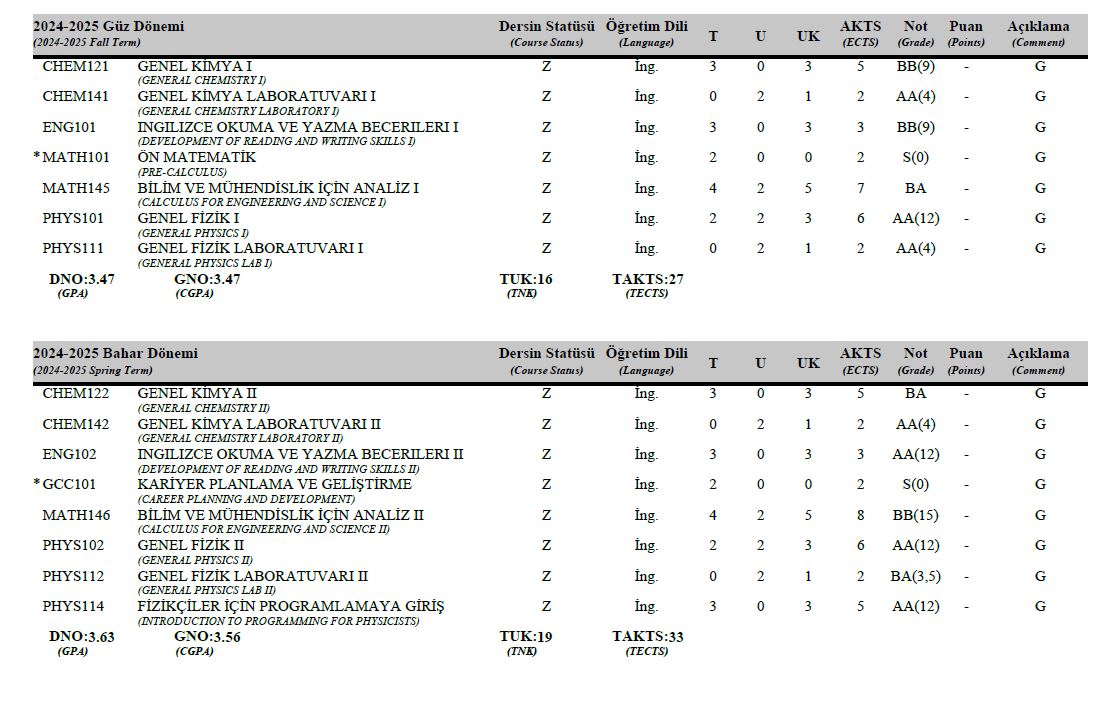 2024-2025 Güz Dönemi Dersin Statüsü Öğretim Dili T U UK AKTS Not Puan Açıklama
(2024-2025 Fall Term) (Course Status) (Language) (ECTS) (Grade) (Points) (Comment)
CHEM121 GENEL KİMYA I Z İng. 3 0 3 5 BB(9) - G
(GENERAL CHEMISTRY I)
CHEM141 GENEL KİMYA LABORATUVARI I Z İng. 0 2 1 2 AA(4) - G
(GENERAL CHEMISTRY LABORATORY I)
ENG101 INGILIZCE OKUMA VE YAZMA BECERILERI I Z İng. 3 0 3 3 BB(9) - G
(DEVELOPMENT OF READING AND WRITING SKILLS I)
*MATH101 ÖN MATEMATİK Z İng. 2 0 0 2 S(0) - G
(PRE-CALCULUS)
MATH145 BİLİM VE MÜHENDİSLİK İÇİN ANALİZ I Z İng. 4 2 5 7 BA - G
(CALCULUS FOR ENGINEERING AND SCIENCE I)
PHYS101 GENEL FİZİK I Z İng. 2 2 3 6 AA(12) - G
(GENERAL PHYSICS I)
PHYS111 GENEL FİZİK LABORATUVARI I Z İng. 0 2 1 2 AA(4) - G
(GENERAL PHYSICS LAB I)
DNO:3.47 GNO:3.47 TUK:16 TAKTS:27
(GPA) (CGPA) (TNK) (TECTS)
2024-2025 Bahar Dönemi Dersin Statüsü Öğretim Dili T U UK AKTS Not Puan Açıklama
(2024-2025 Spring Term) (Course Status) (Language) (ECTS) (Grade) (Points) (Comment)
CHEM122 GENEL KİMYA II Z İng. 3 0 3 5 BA - G
(GENERAL CHEMISTRY II)
CHEM142 GENEL KİMYA LABORATUVARI II Z İng. 0 2 1 2 AA(4) - G
(GENERAL CHEMISTRY LABORATORY II)
ENG102 INGILIZCE OKUMA VE YAZMA BECERILERI II Z İng. 3 0 3 3 AA(12) - G
(DEVELOPMENT OF READING AND WRITING SKILLS II)
*GCC101 KARİYER PLANLAMA VE GELİŞTİRME Z İng. 2 0 0 2 S(0) - G
(CAREER PLANNING AND DEVELOPMENT)
MATH146 BİLİM VE MÜHENDİSLİK İÇİN ANALİZ II Z İng. 4 2 5 8 BB(15) - G
(CALCULUS FOR ENGINEERING AND SCIENCE II)
PHYS102 GENEL FİZİK II Z İng. 2 2 3 6 AA(12) - G
(GENERAL PHYSICS II)
PHYS112 GENEL FİZİK LABORATUVARI II Z İng. 0 2 1 2 BA(3,5) - G
(GENERAL PHYSICS LAB II)
PHYS114 FİZİKÇİLER İÇİN PROGRAMLAMAYA GİRİŞ Z İng. 3 0 3 5 AA(12) - G
(INTRODUCTION TO PROGRAMMING FOR PHYSICISTS)
DNO:3.63 GNO:3.56 TUK:19 TAKTS:33
(GPA) (CGPA) (TNK) (TECTS)